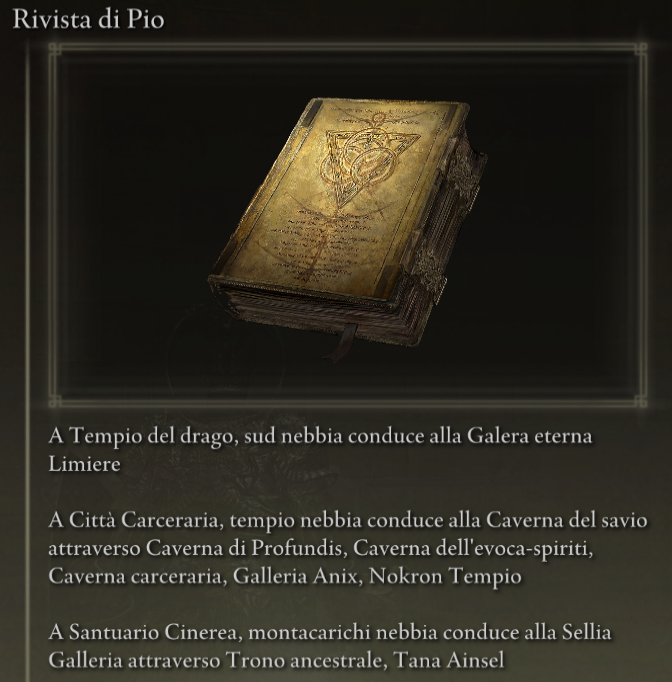 Rivista di Pio
A Tempio del drago, sud nebbia conduce alla Galera eterna
Limiere
A Città Carceraria, tempio nebbia conduce alla Caverna del savio
attraverso Caverna di Profundis, Caverna dell'evoca-spiriti,
Caverna carceraria, Galleria Anix, Nokron Tempio
A Santuario Cinerea, montacarichi nebbia conduce alla Sellia
Galleria attraverso Trono ancestrale, Tana Ainsel